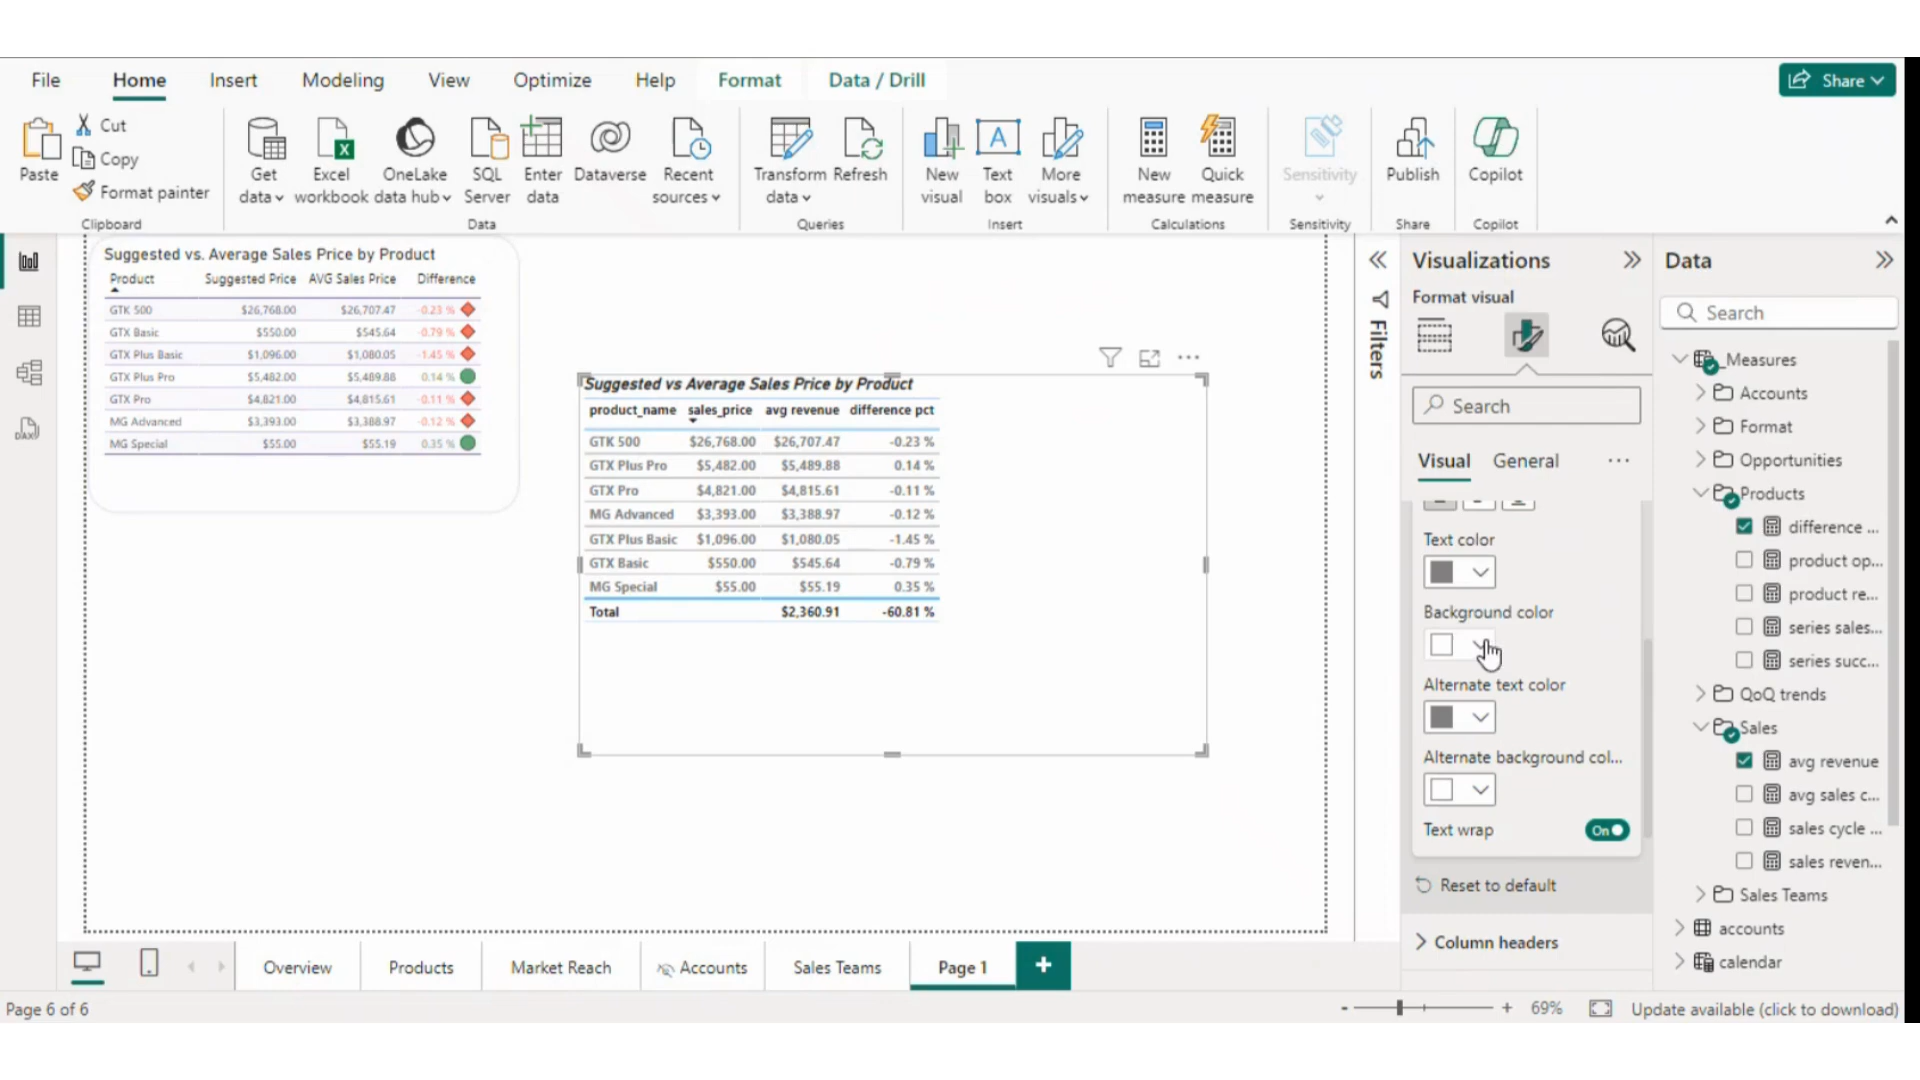 File Home Insert Modeling View Optimize Help Format Data / Drill Share
Paste Cut
Copy
Format painter
Clipboard
Get data
Excel workbook
OneLake data hub
SQL Server
Enter data
Dataverse
Recent sources
Data
Transform data
Refresh
Queries
New visual
Text box
More visuals
Insert
New measure
Quick measure
Calculations
Sensitivity
Sensitivity
Publish
Share
Copilot
Copilot
Suggested vs. Average Sales Price by Product
Product Suggested Price AVG Sales Price Difference
GTK 500 $26,768.00 $26,707.47 -0.23 %
GTX Basic $550.00 $545.64 -0.79 %
GTX Plus Basic $1,096.00 $1,080.05 -1.45 %
GTX Plus Pro $5,482.00 $5,489.88 0.14 %
GTX Pro $4,821.00 $4,815.61 -0.11 %
MG Advanced $3,393.00 $3,388.97 -0.12 %
MG Special $55.00 $55.19 0.35 %
Suggested vs Average Sales Price by Product
product_name sales_price avg revenue difference pct
GTK 500 $26,768.00 $26,707.47 -0.23 %
GTX Plus Pro $5,482.00 $5,489.88 0.14 %
GTX Pro $4,821.00 $4,815.61 -0.11 %
MG Advanced $3,393.00 $3,388.97 -0.12 %
GTX Plus Basic $1,096.00 $1,080.05 -1.45 %
GTX Basic $550.00 $545.64 -0.79 %
MG Special $55.00 $55.19 0.35 %
Total $2,360.91 -60.81 %
Filters
Visualizations
Format visual
Search
Visual General ...
Text color
Background color
Alternate text color
Alternate background col...
Text wrap On
Reset to default
Column headers
Data
Search
_Measures
Accounts
Format
Opportunities
Products
difference ...
product op...
product re...
series sales...
series succ...
QoQ trends
Sales
avg revenue
avg sales c...
sales cycle ...
sales reven...
Sales Teams
accounts
calendar
Overview Products Market Reach Accounts Sales Teams Page 1 +
Page 6 of 6
- + 69%
Update available (click to download)